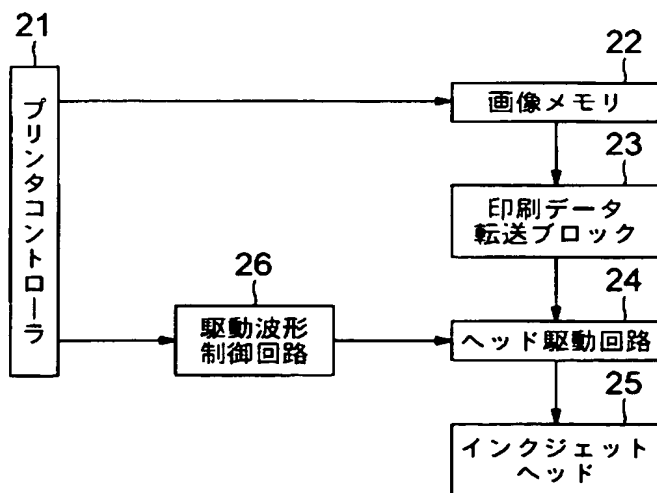 21
プリンタコントローラ
22
画像メモリ
23
印刷データ
転送ブロック
26
駆動波形
制御回路
24
ヘッド駆動回路
25
インクジェット
ヘッド